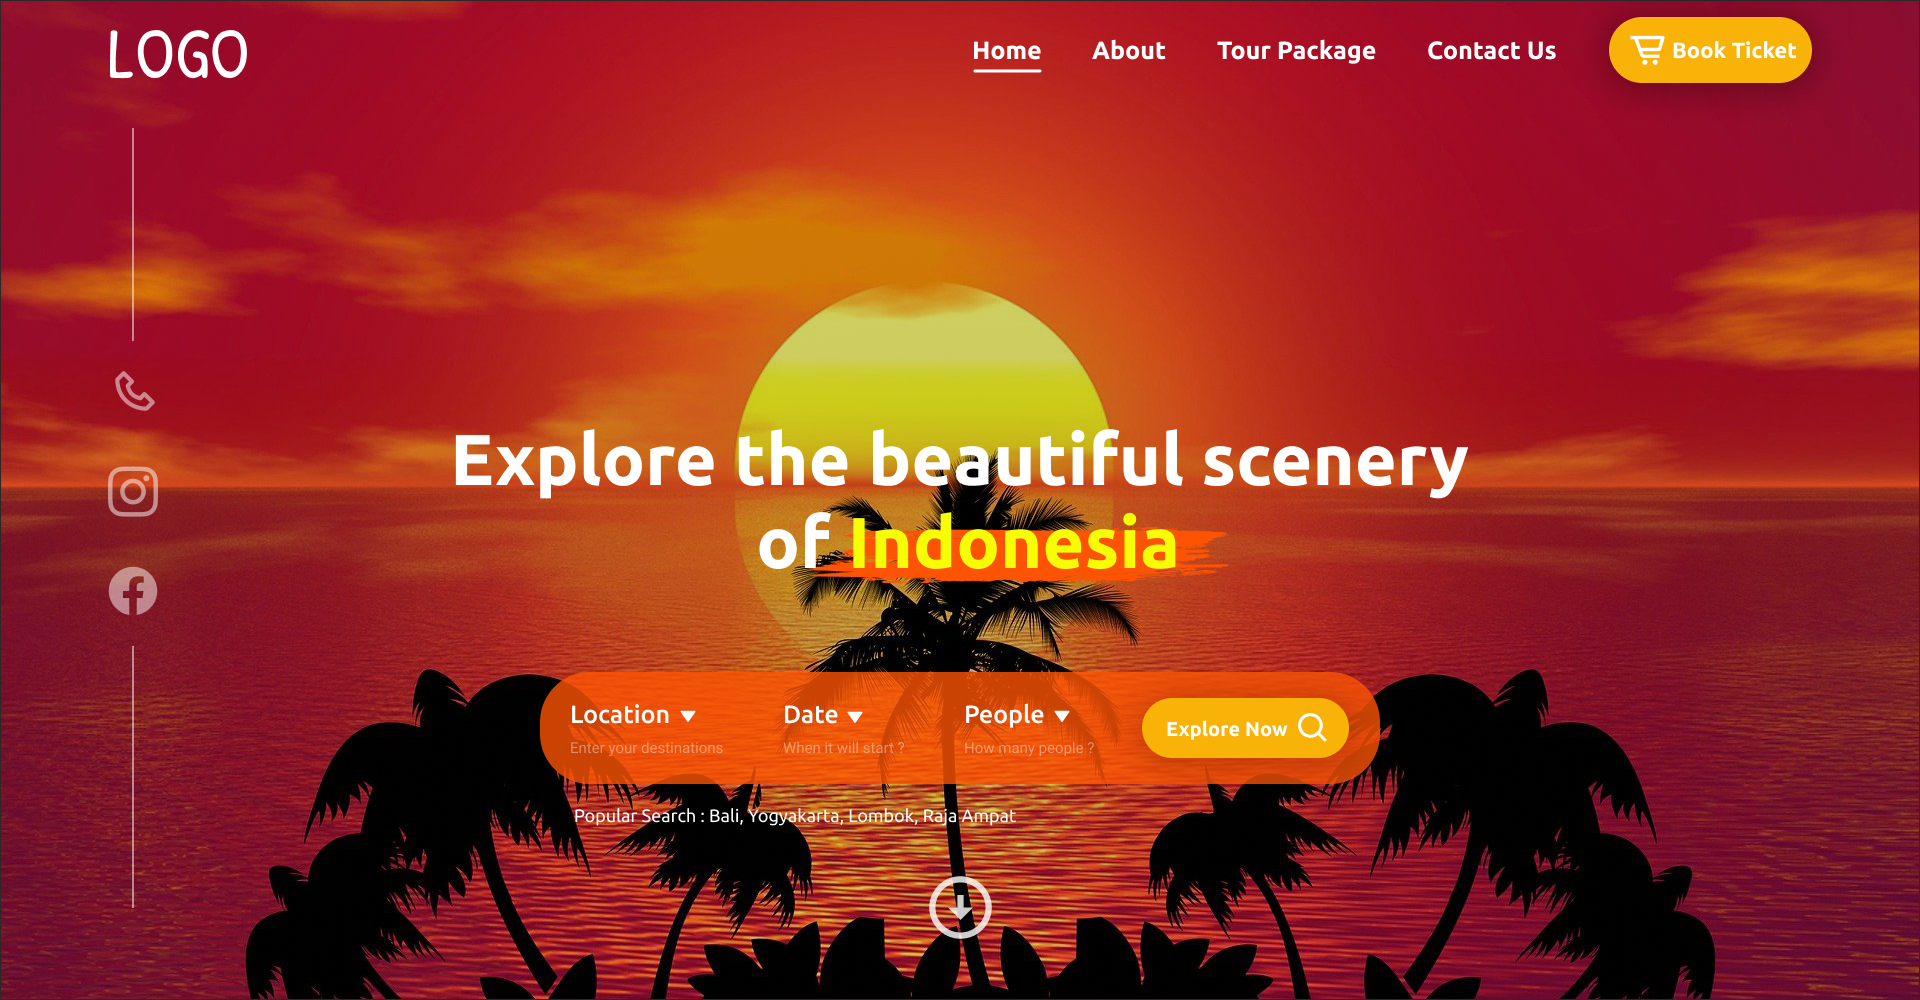 LOGO
Home About Tour Package Contact Us Book Ticket
Explore the beautiful scenery
of Indonesia
Location Date People
Enter your destinations When it will start ? How many people ?
Explore Now
Popular Search : Bali, Yogyakarta, Lombok, Raja Ampat